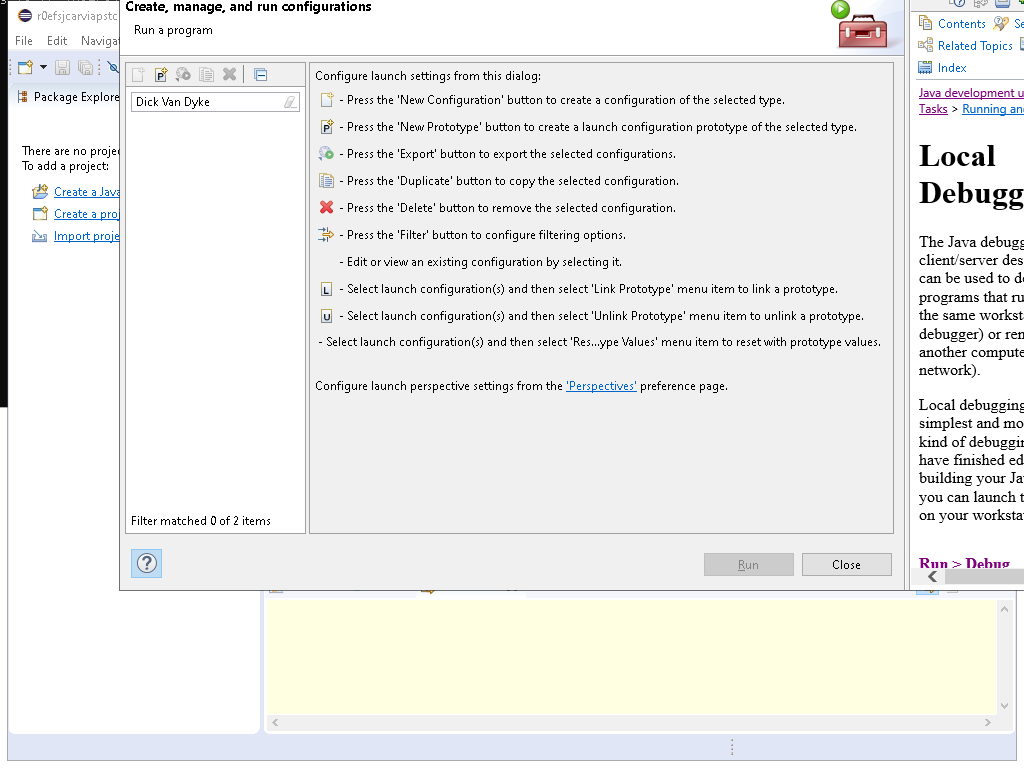 Create, manage, and run configurations
Run a program
r0efsjcarviapstc
File Edit Naviga
Package Explore
There are no projec
To add a project:
Create a Java
Create a proj
Import proje
Dick Van Dyke
Filter matched 0 of 2 items
Configure launch settings from this dialog:
- Press the 'New Configuration' button to create a configuration of the selected type.
P - Press the 'New Prototype' button to create a launch configuration prototype of the selected type.
- Press the 'Export' button to export the selected configurations.
- Press the 'Duplicate' button to copy the selected configuration.
- Press the 'Delete' button to remove the selected configuration.
- Press the 'Filter' button to configure filtering options.
- Edit or view an existing configuration by selecting it.
L - Select launch configuration(s) and then select 'Link Prototype' menu item to link a prototype.
U - Select launch configuration(s) and then select 'Unlink Prototype' menu item to unlink a prototype.
- Select launch configuration(s) and then select 'Res...ype Values' menu item to reset with prototype values.
Configure launch perspective settings from the 'Perspectives' preference page.
? Run Close
Contents Se
Related Topics
Index
Java development u
Tasks > Running and
Local
Debugg
The Java debugg
client/server des
can be used to de
programs that ru
the same worksta
debugger) or rem
another compute
network).
Local debugging
simplest and mo
kind of debuggin
have finished ed
building your Jav
you can launch t
on your workstat
Run > Debug